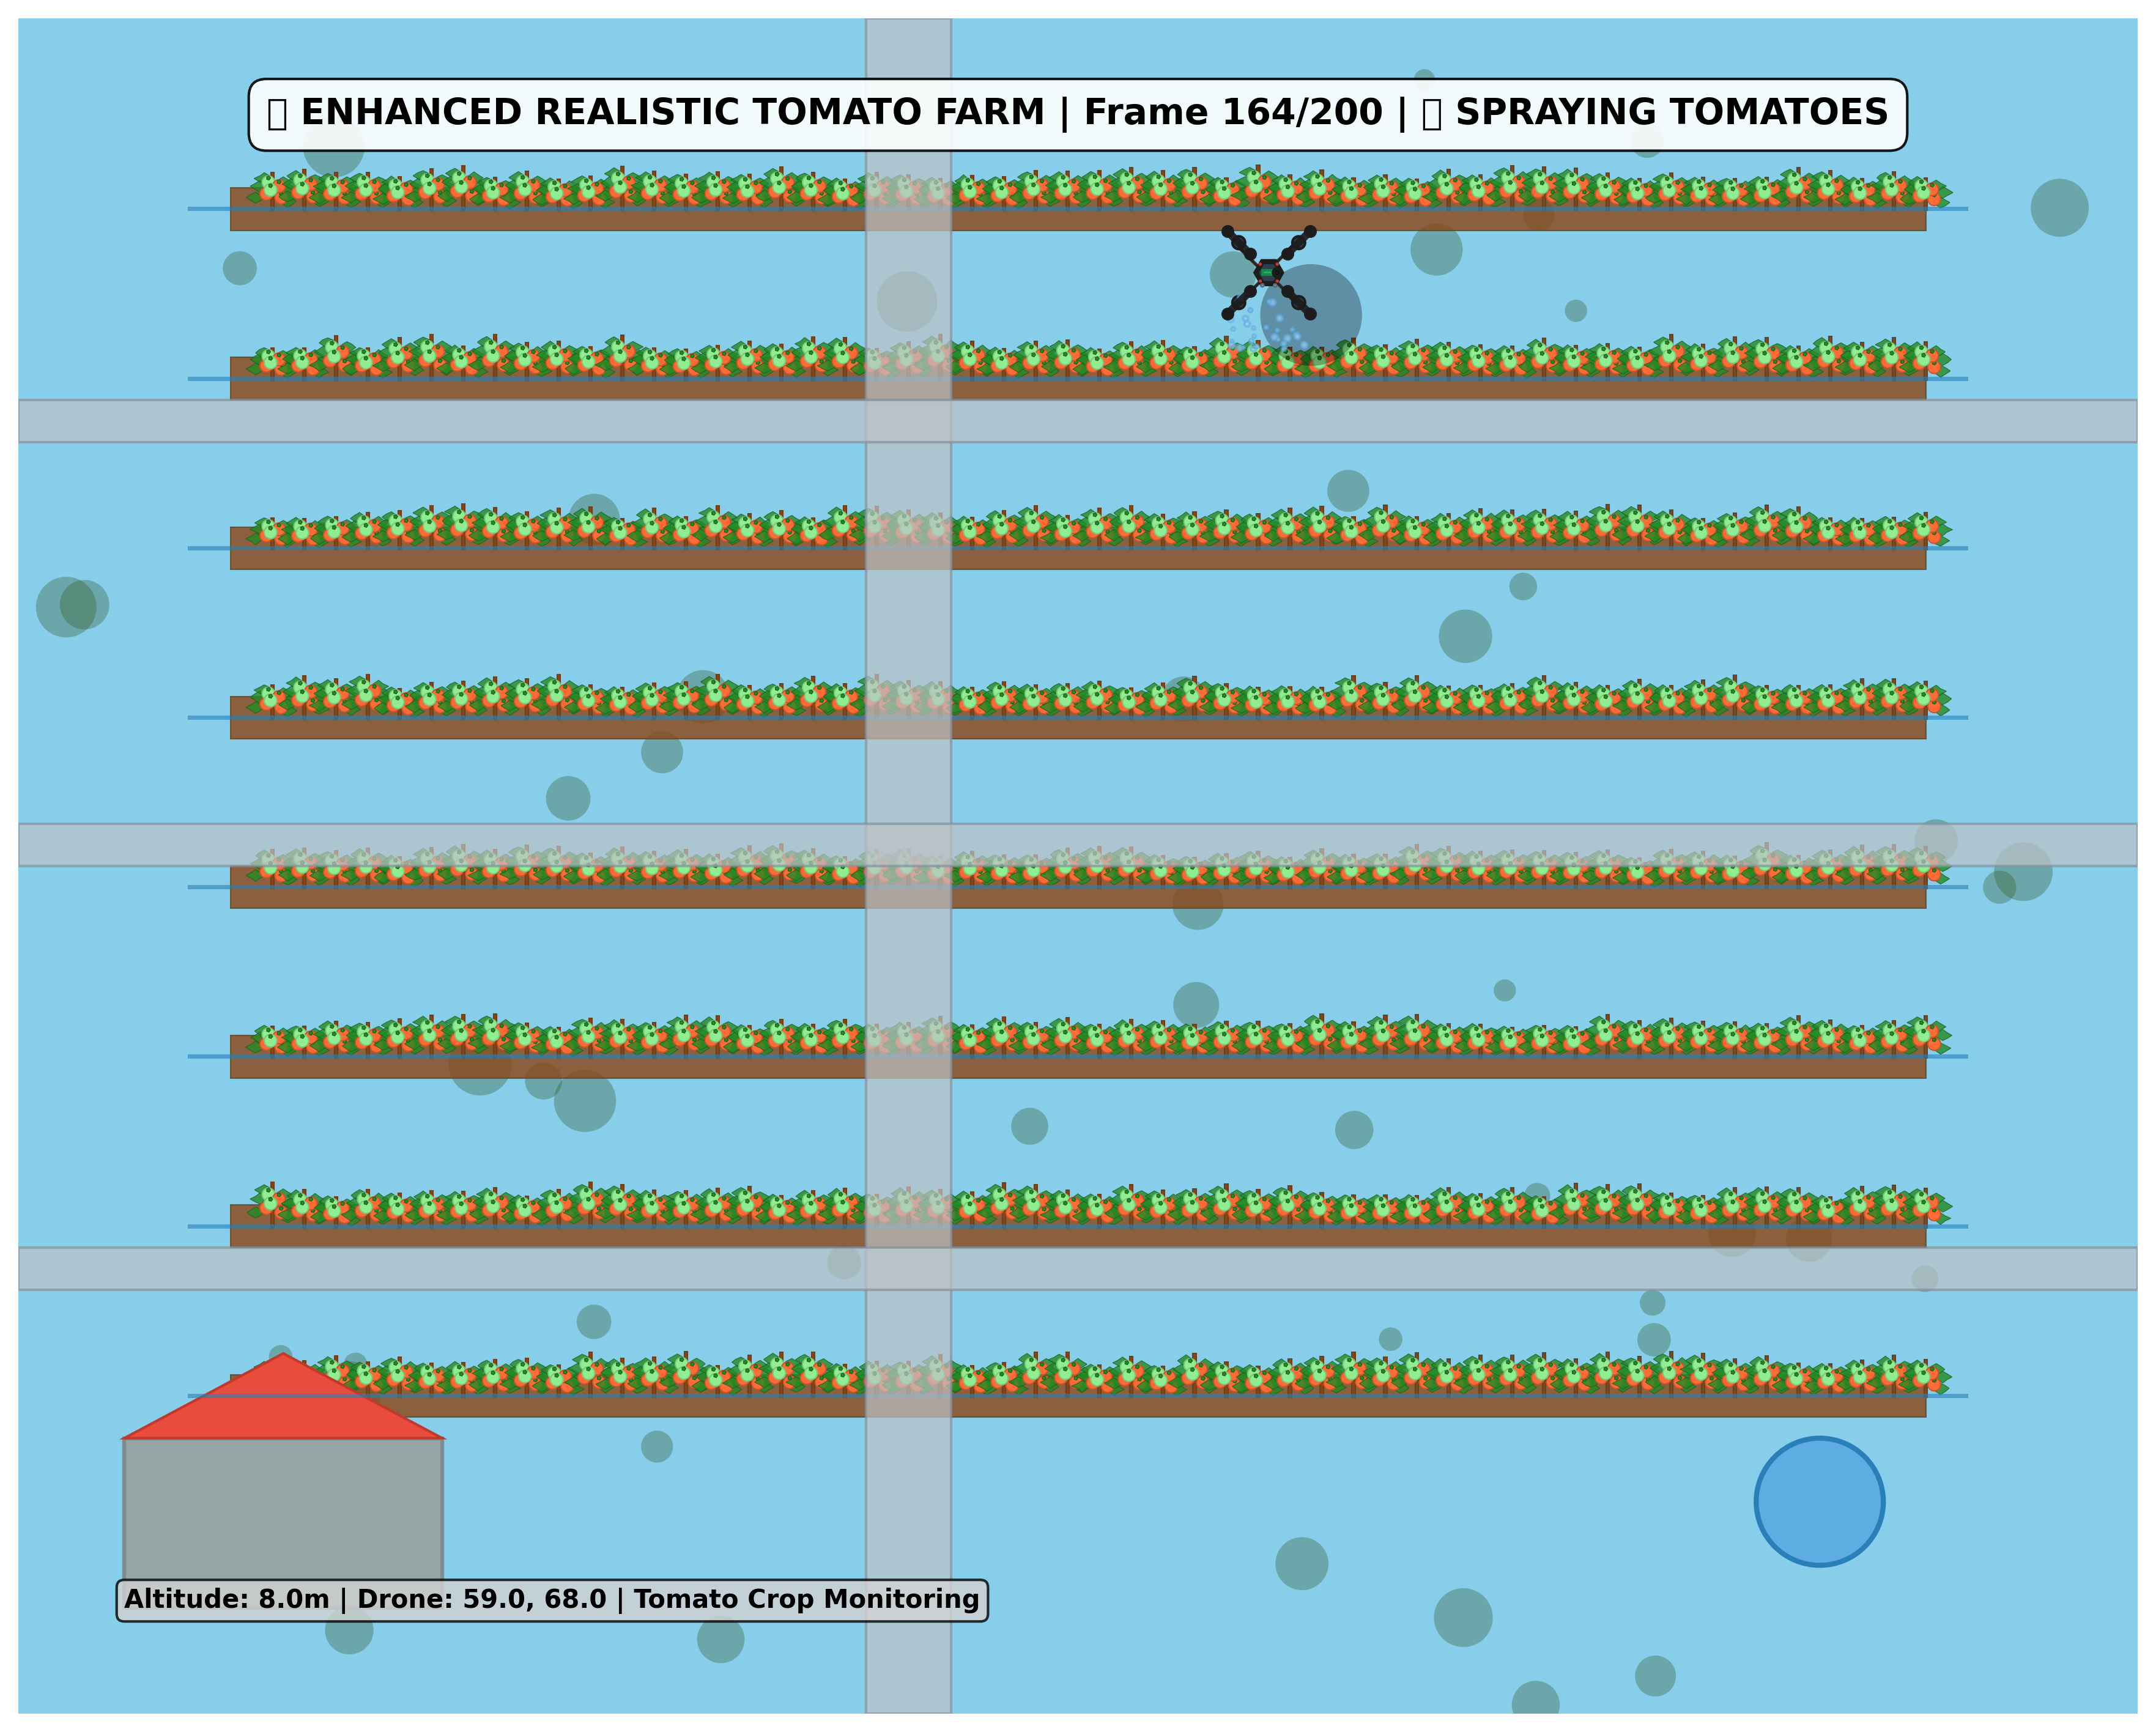 ▯ ENHANCED REALISTIC TOMATO FARM | Frame 164/200 | ▯ SPRAYING TOMATOES
Altitude: 8.0m | Drone: 59.0, 68.0 | Tomato Crop Monitoring